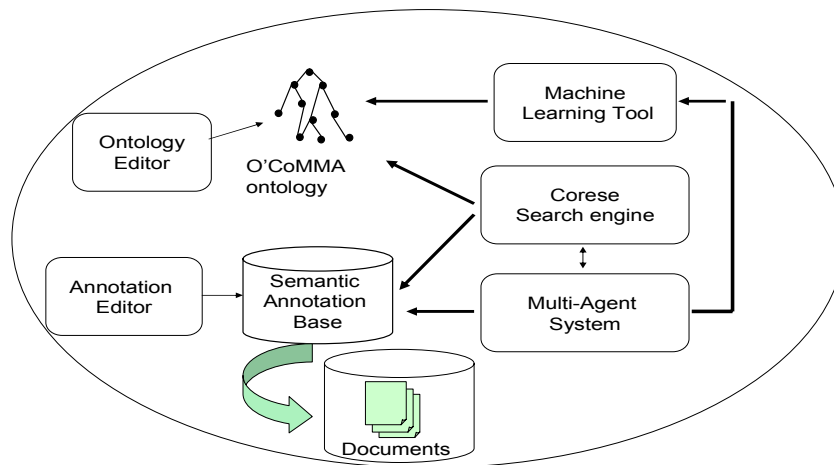 Machine
Learning Tool
Ontology
Editor
O'CoMMA
ontology
Corese
Search engine
Annotation
Editor
Semantic
Annotation
Base
Multi-Agent
System
Documents